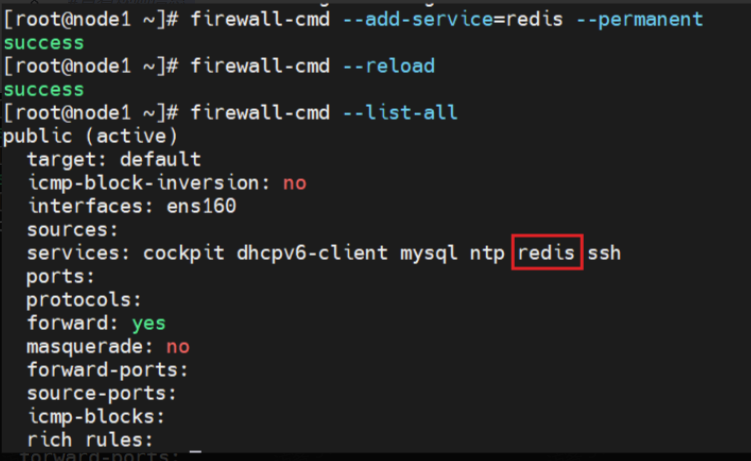 [root@node1 ~]# firewall-cmd --add-service=redis --permanent
success
[root@node1 ~]# firewall-cmd --reload
success
[root@node1 ~]# firewall-cmd --list-all
public (active)
  target: default
  icmp-block-inversion: no
  interfaces: ens160
  sources:
  services: cockpit dhcpv6-client mysql ntp redis ssh
  ports:
  protocols:
  forward: yes
  masquerade: no
  forward-ports:
  source-ports:
  icmp-blocks:
  rich rules:
forward-ports: